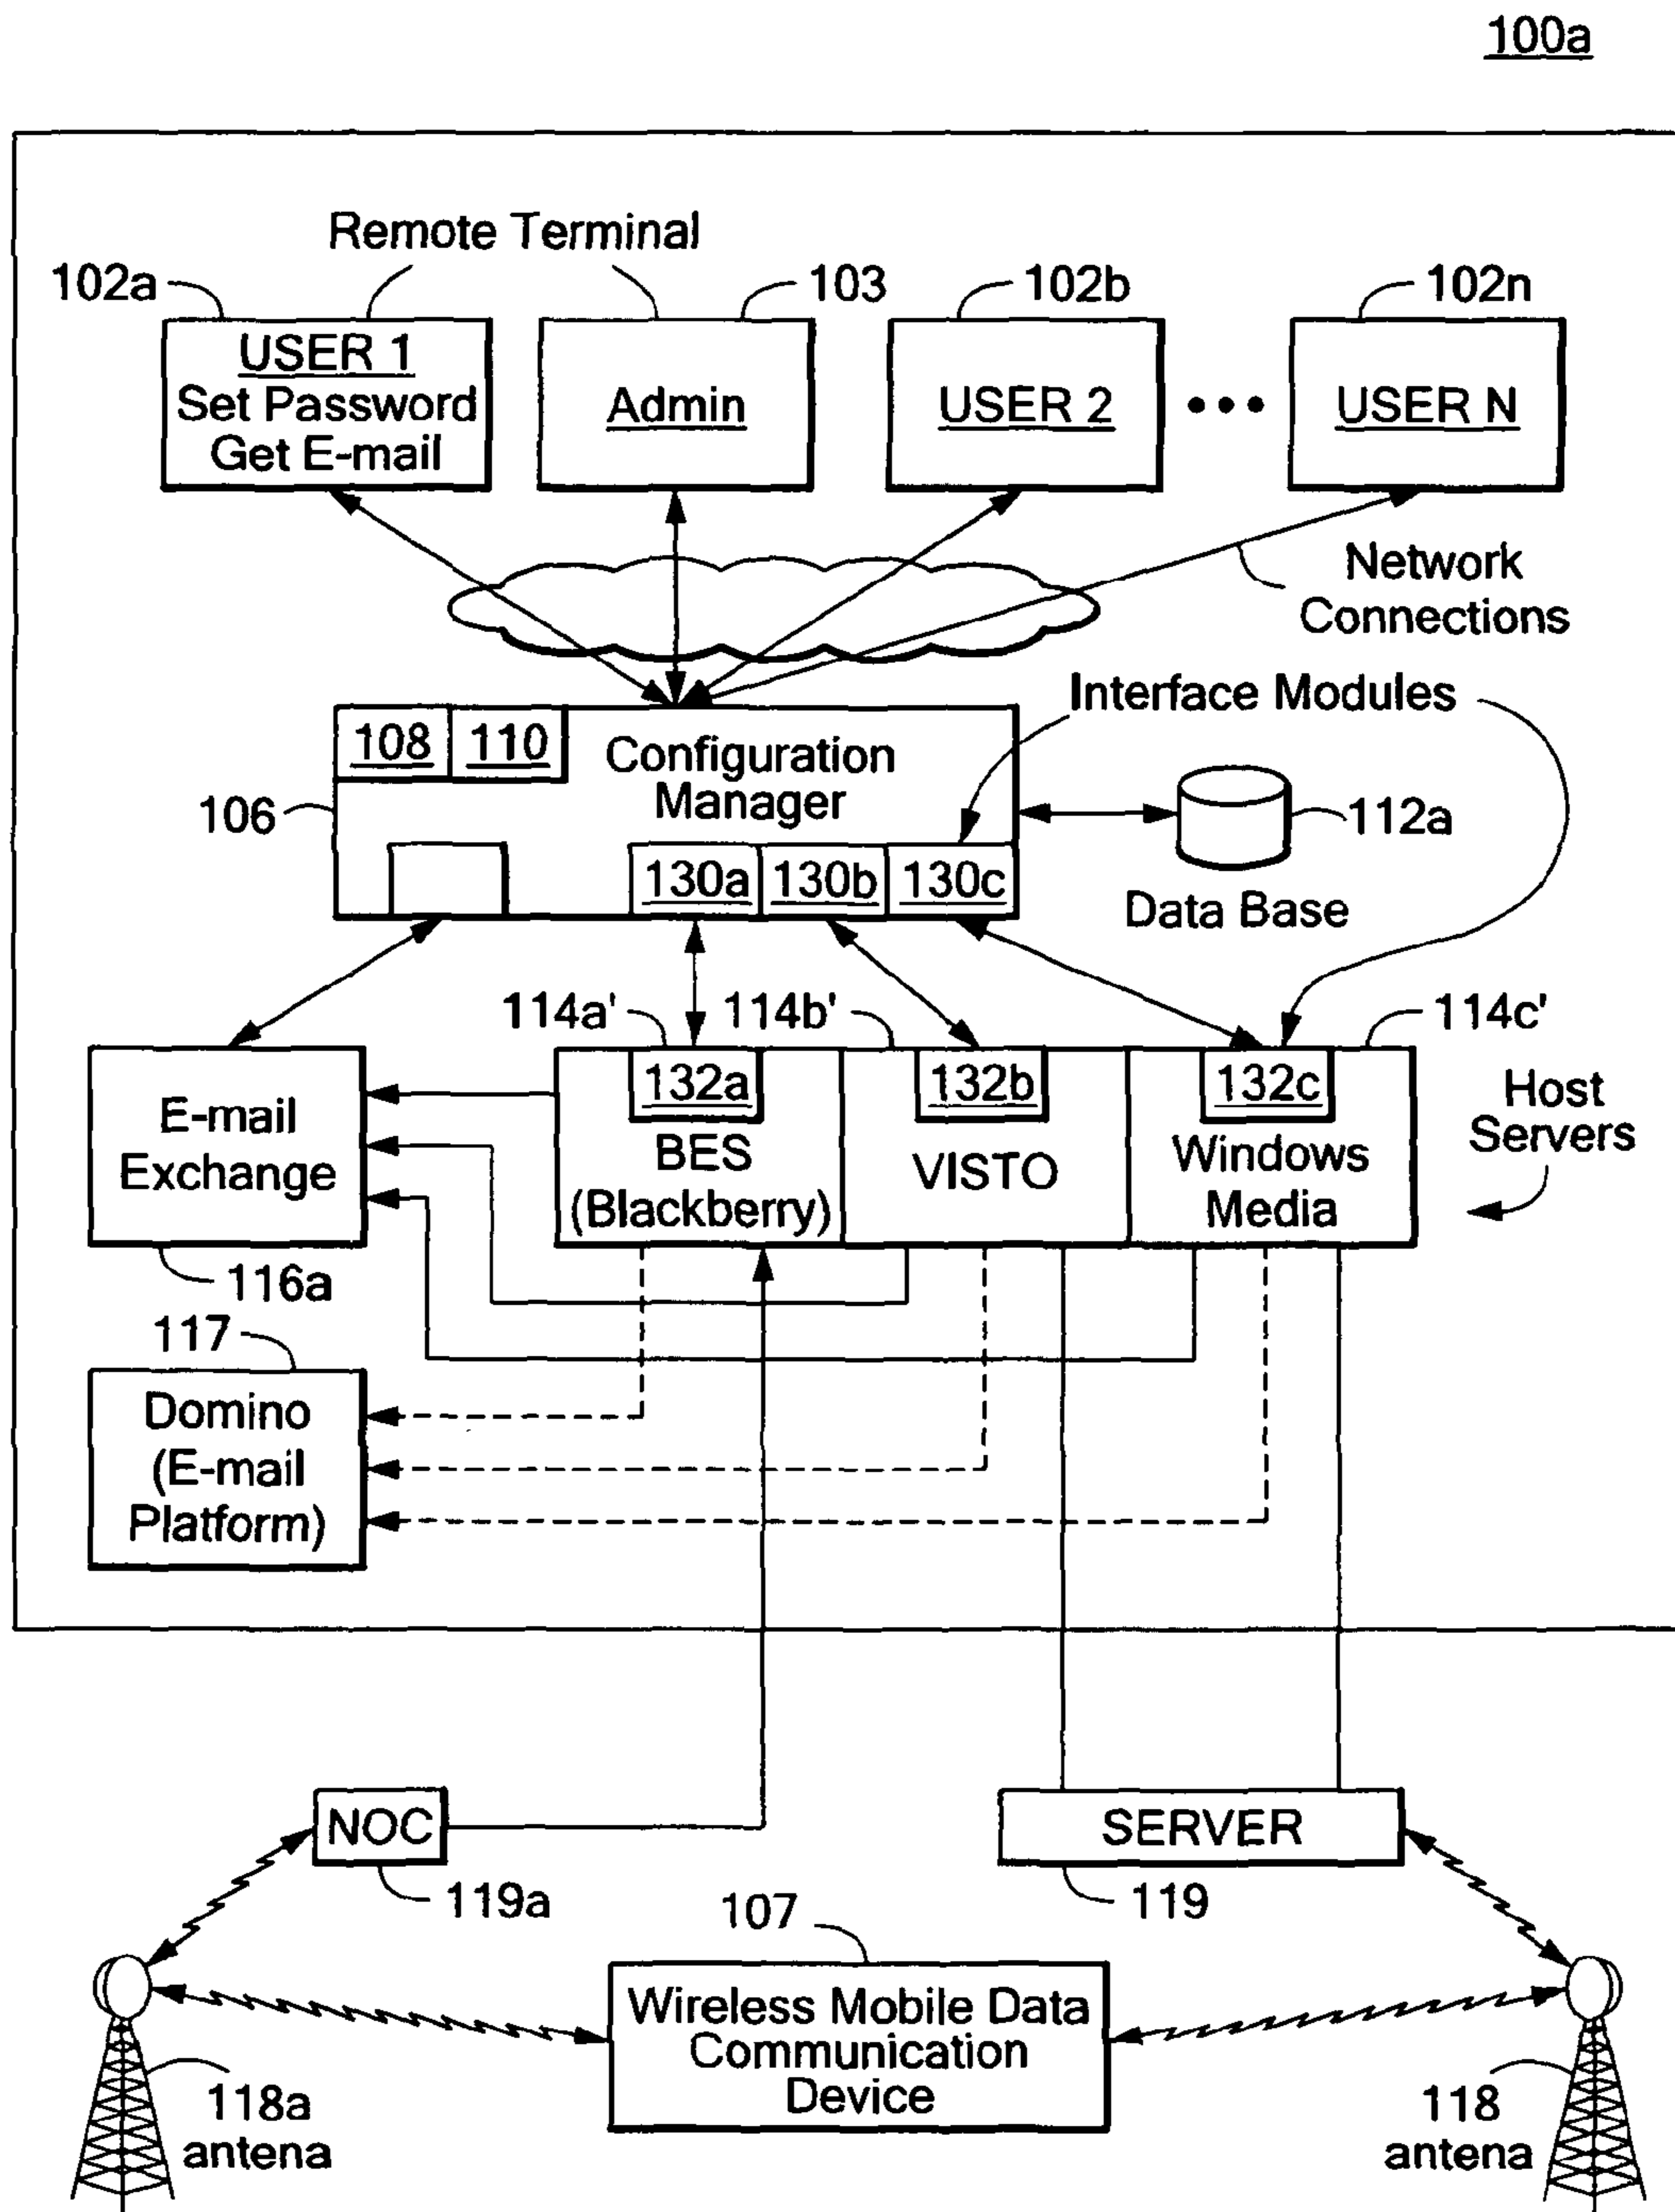 100a
Remote Terminal
102a
103
102b
102n
USER 1
Set Password
Get E-mail
Admin
USER 2
•••
USER N
Network
Connections
Interface Modules
108
110
Configuration
Manager
106
112a
130a
130b
130c
Data Base
114a'
114b'
114c'
E-mail
Exchange
132a
BES
(Blackberry)
132b
VISTO
132c
Windows
Media
Host
Servers
116a
117
Domino
(E-mail
Platform)
NOC
SERVER
119a
107
119
Wireless Mobile Data
Communication
Device
118a
antena
118
antena